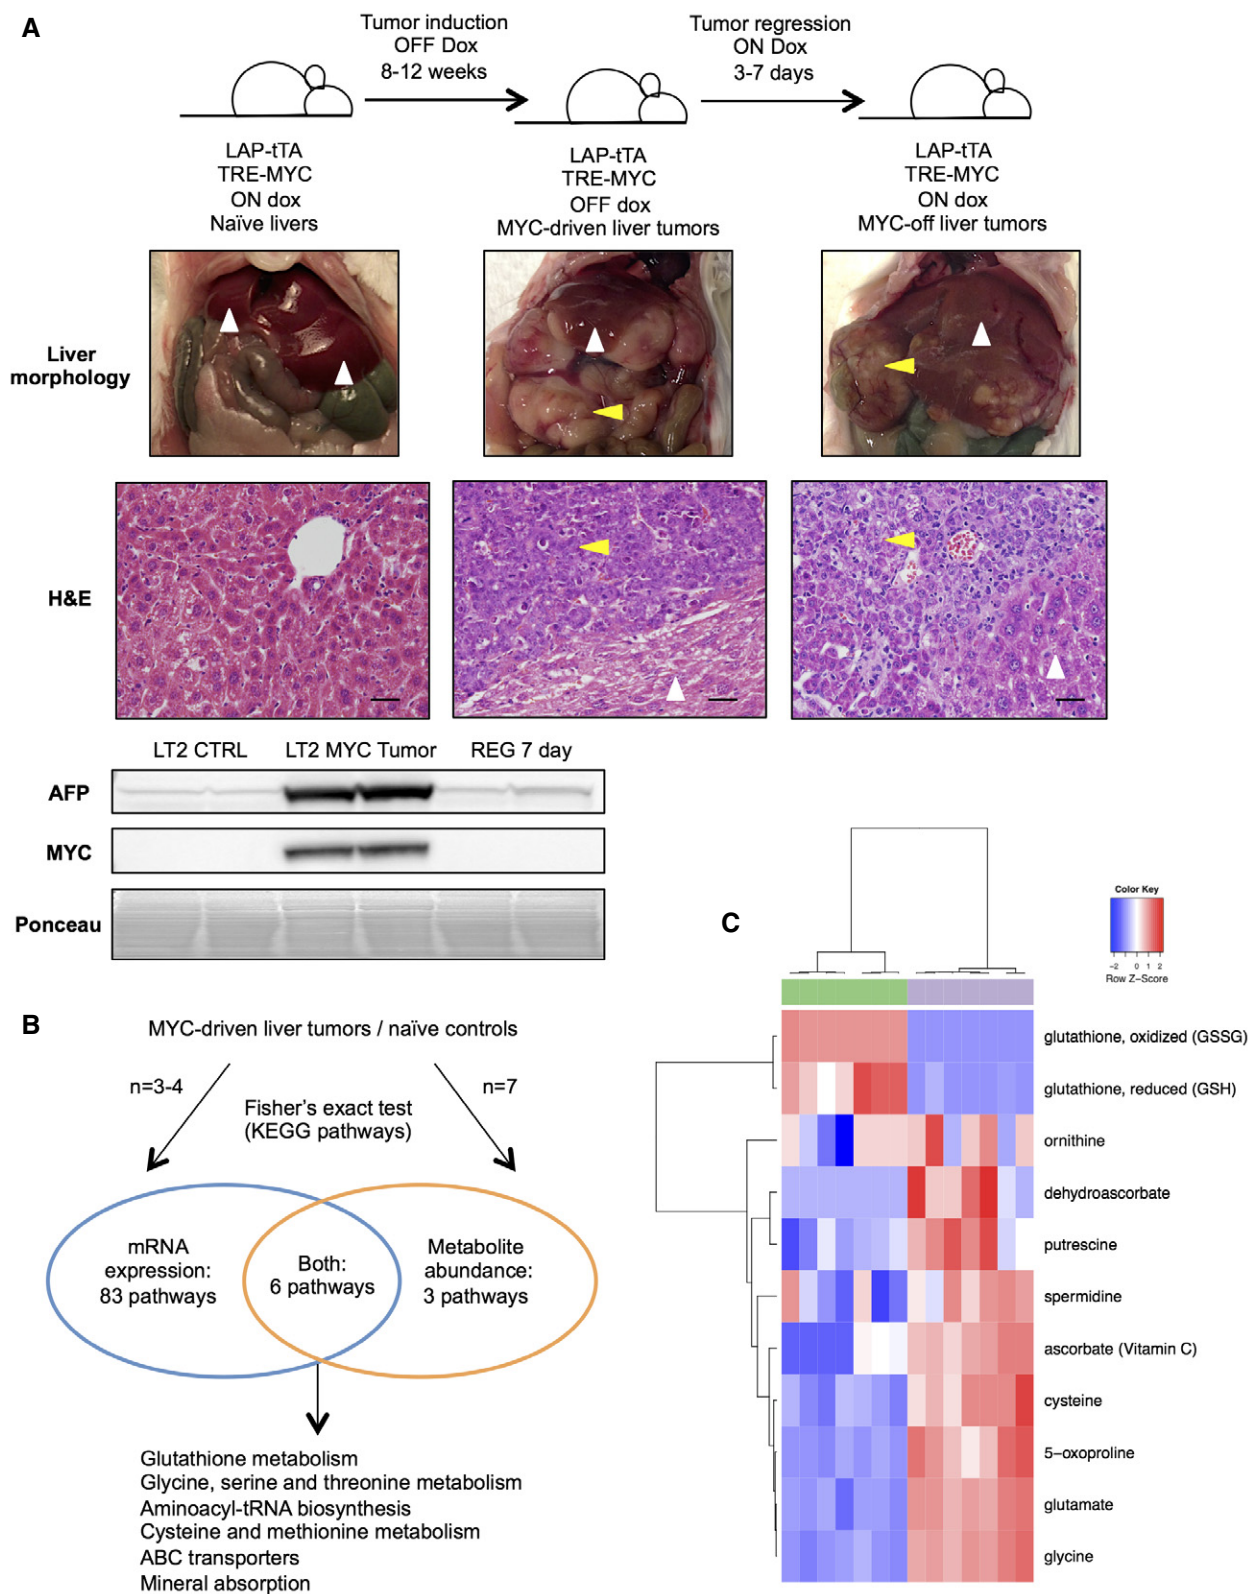 A
Tumor induction
OFF Dox
8-12 weeks
Tumor regression
ON Dox
3-7 days
LAP-tTA
TRE-MYC
ON dox
Naïve livers
LAP-tTA
TRE-MYC
OFF dox
MYC-driven liver tumors
LAP-tTA
TRE-MYC
ON dox
MYC-off liver tumors
Liver
morphology
H&E
LT2 CTRL
LT2 MYC Tumor
REG 7 day
AFP
MYC
Ponceau
B
MYC-driven liver tumors / naïve controls
n=3-4
n=7
Fisher's exact test
(KEGG pathways)
mRNA
expression:
83 pathways
Both:
6 pathways
Metabolite
abundance:
3 pathways
Glutathione metabolism
Glycine, serine and threonine metabolism
Aminoacyl-tRNA biosynthesis
Cysteine and methionine metabolism
ABC transporters
Mineral absorption
C
Color Key
−2 0 1 2
Row Z−Score
glutathione, oxidized (GSSG)
glutathione, reduced (GSH)
ornithine
dehydroascorbate
putrescine
spermidine
ascorbate (Vitamin C)
cysteine
5−oxoproline
glutamate
glycine